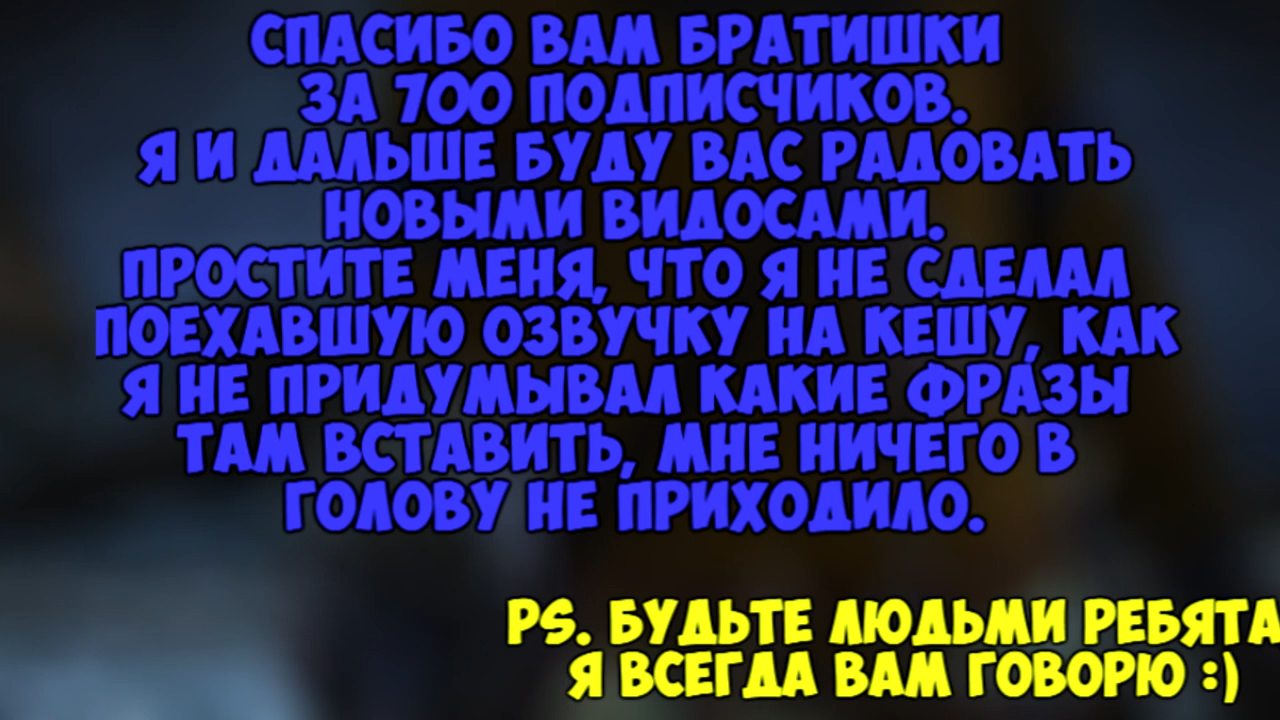 СПАСИБО ВАМ БРАТИШКИ
ЗА 700 ПОДПИСЧИКОВ.
Я И ДАЛЬШЕ БУДУ ВАС РАДОВАТЬ
НОВЫМИ ВИДОСАМИ.
ПРОСТИТЕ МЕНЯ, ЧТО Я НЕ СДЕЛАЛ
ПОЕХАВШУЮ ОЗВУЧКУ НА КЕШУ, КАК
Я НЕ ПРИДУМЫВАЛ КАКИЕ ФРАЗЫ
ТАМ ВСТАВИТЬ, МНЕ НИЧЕГО В
ГОЛОВУ НЕ ПРИХОДИЛО.
PS. БУДЬТЕ ЛЮДЬМИ РЕБЯТА
Я ВСЕГДА ВАМ ГОВОРЮ :)